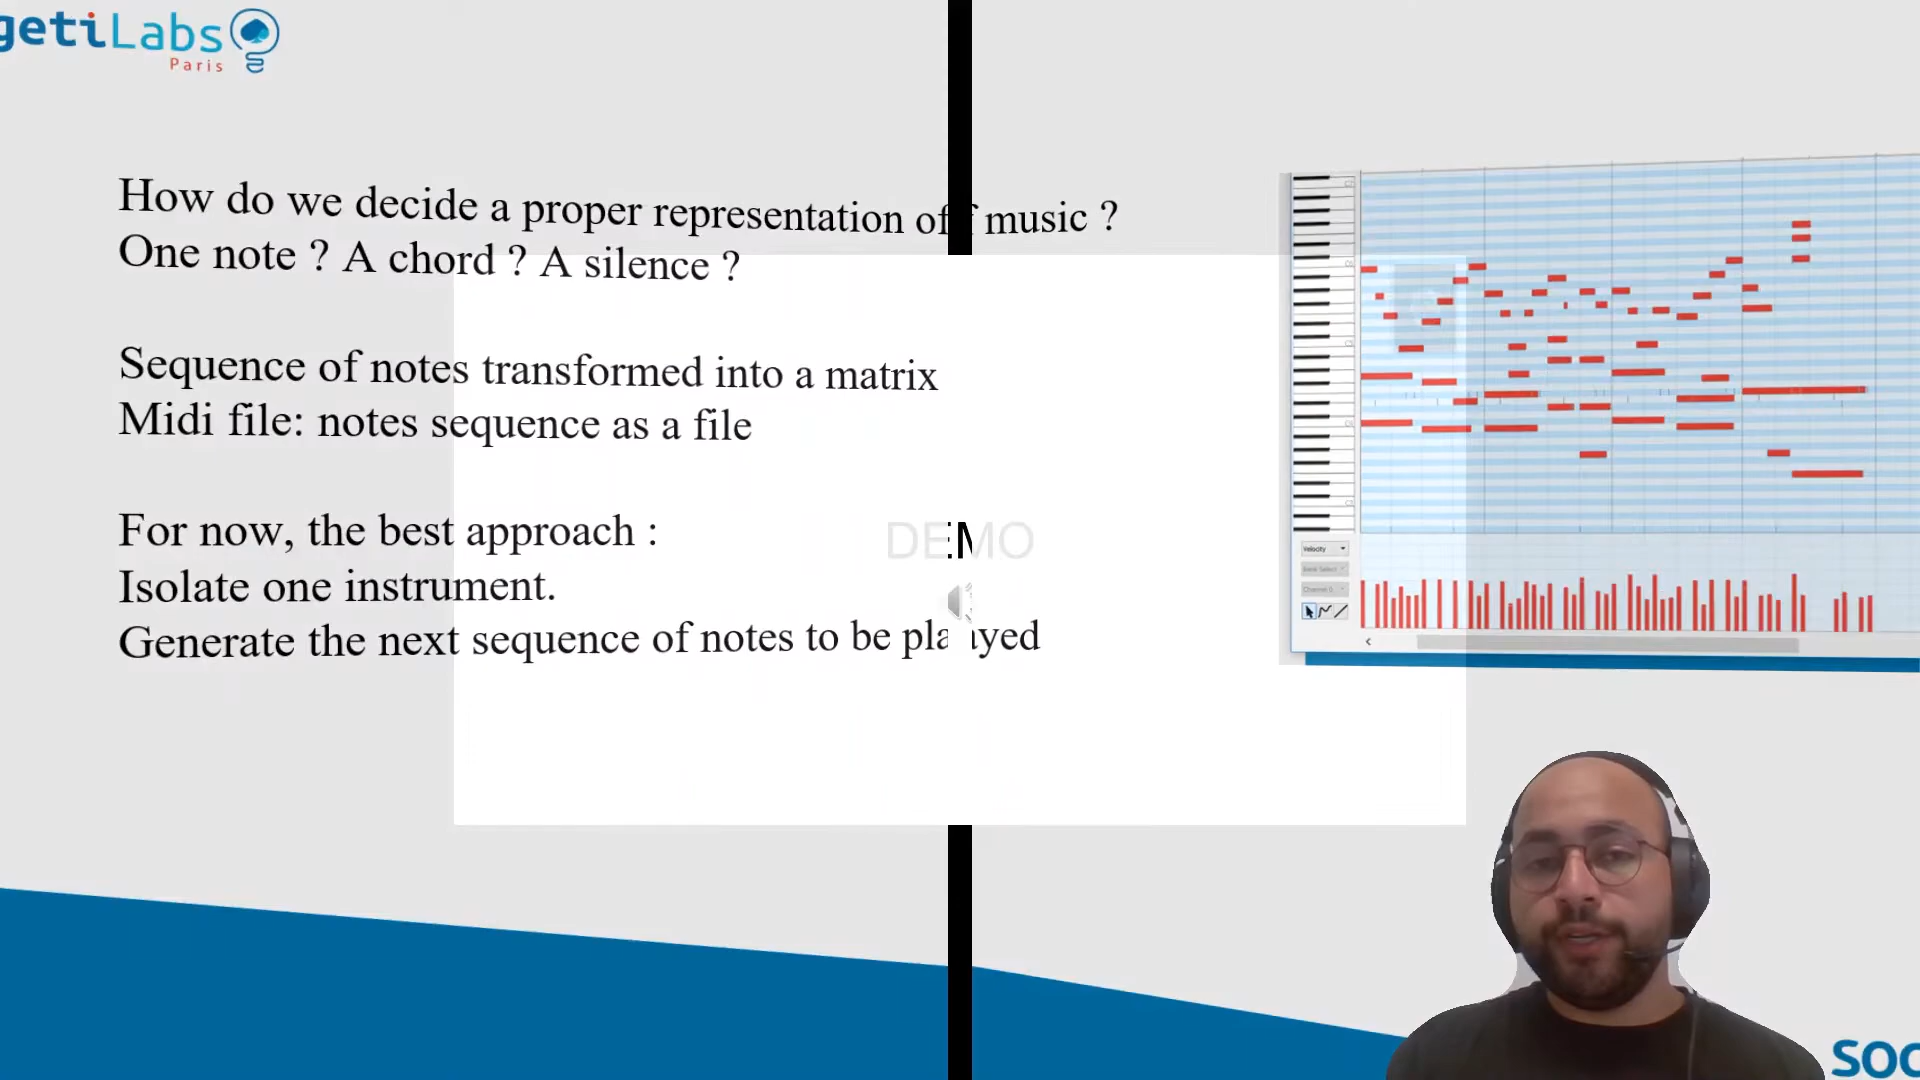 getiLabs
Paris
How do we decide a proper representation of music ?
One note ? A chord ? A silence ?
Sequence of notes transformed into a matrix
Midi file: notes sequence as a file
For now, the best approach :
Isolate one instrument.
Generate the next sequence of notes to be played
DEMO
Velocity